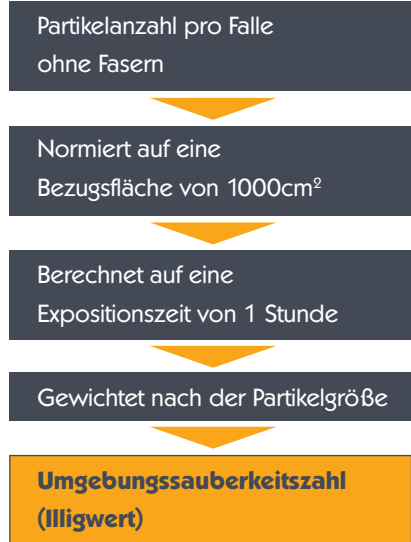 Partikelanzahl pro Falle
ohne Fasern
Normiert auf eine
Bezugsfläche von 1000cm²
Berechnet auf eine
Expositionszeit von 1 Stunde
Gewichtet nach der Partikelgröße
Umgebungssauberkeitszahl
(Illigwert)